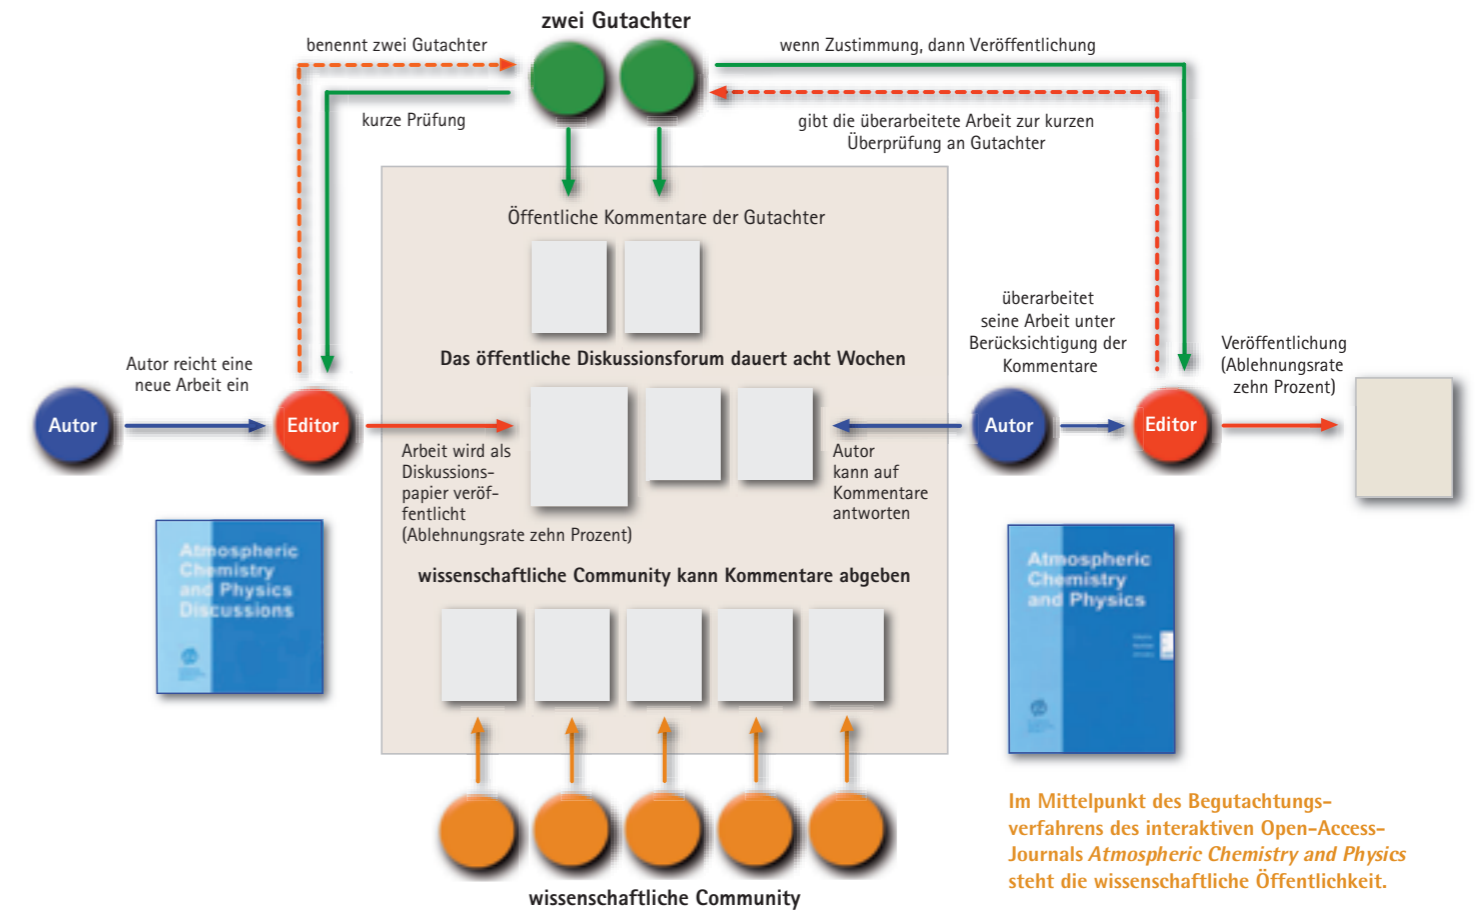 zwei Gutachter
benennt zwei Gutachter
wenn Zustimmung, dann Veröffentlichung
kurze Prüfung
gibt die überarbeitete Arbeit zur kurzen
Überprüfung an Gutachter
Öffentliche Kommentare der Gutachter
überarbeitet
seine Arbeit unter
Berücksichtigung der
Kommentare
Das öffentliche Diskussionsforum dauert acht Wochen
Autor reicht eine
neue Arbeit ein
Veröffentlichung
(Ablehnungsrate
zehn Prozent)
Autor
Editor
Autor
Editor
Arbeit wird als
Diskussions-
papier veröf-
fentlicht
(Ablehnungsrate zehn Prozent)
Autor
kann auf
Kommentare
antworten
Atmospheric
Chemistry
and Physics
Discussions
Atmospheric
Chemistry
and Physics
wissenschaftliche Community kann Kommentare abgeben
Im Mittelpunkt des Begutachtungs-
verfahrens des interaktiven Open-Access-
Journals Atmospheric Chemistry and Physics
steht die wissenschaftliche Öffentlichkeit.
wissenschaftliche Community